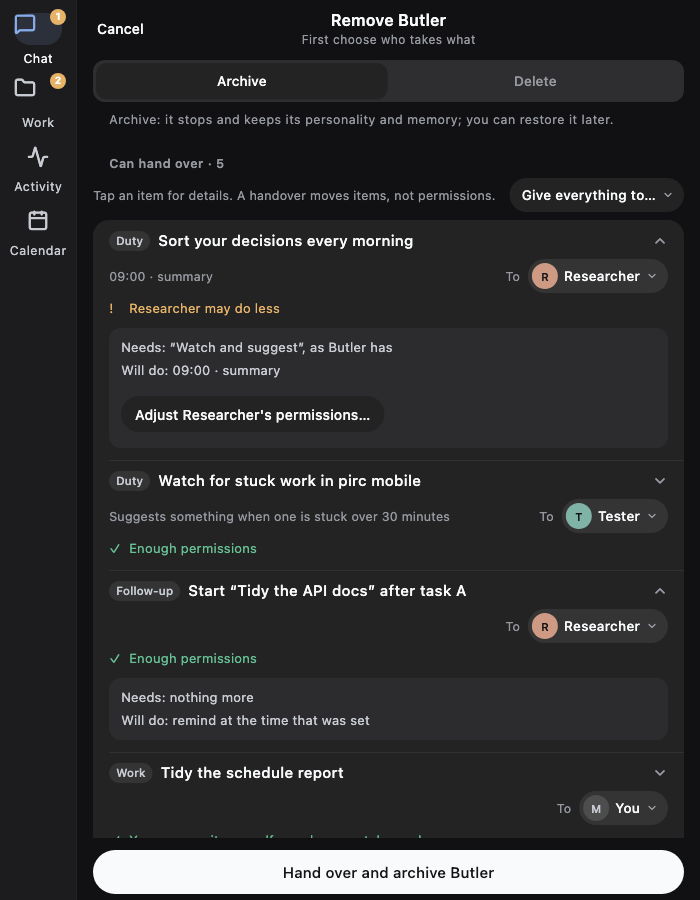 1
Chat
2
Work
Activity
Calendar
Cancel
Remove Butler
First choose who takes what
Archive
Delete
Archive: it stops and keeps its personality and memory; you can restore it later.
Can hand over · 5
Tap an item for details. A handover moves items, not permissions.
Give everything to...
Duty Sort your decisions every morning
09:00 · summary
To R Researcher
! Researcher may do less
Needs: “Watch and suggest”, as Butler has
Will do: 09:00 · summary
Adjust Researcher's permissions...
Duty Watch for stuck work in pirc mobile
Suggests something when one is stuck over 30 minutes
To T Tester
✓ Enough permissions
Follow-up Start “Tidy the API docs” after task A
To R Researcher
✓ Enough permissions
Needs: nothing more
Will do: remind at the time that was set
Work Tidy the schedule report
To M You
Hand over and archive Butler